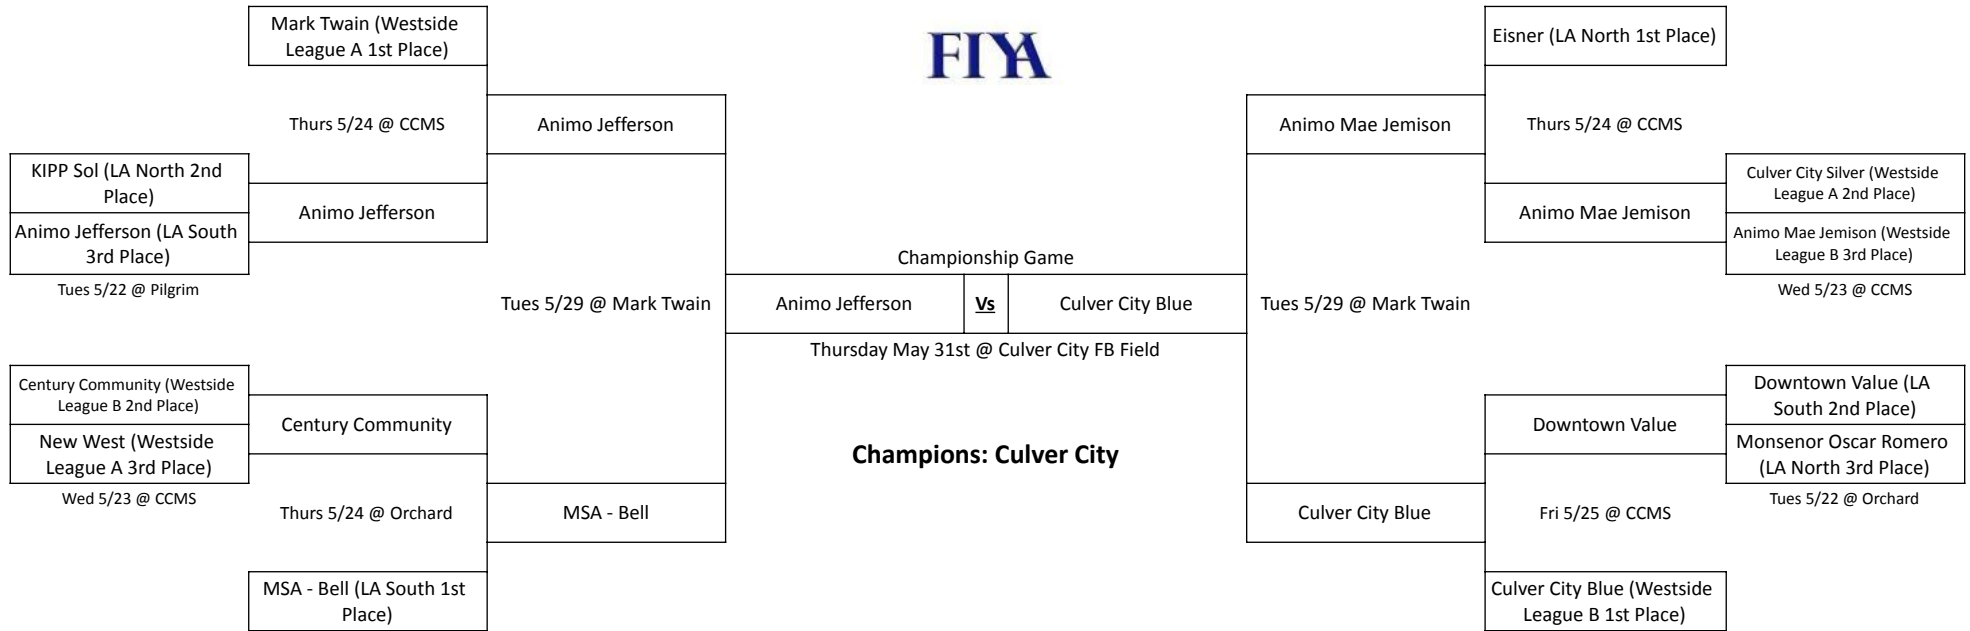 Mark Twain (Westside
League A 1st Place)
Thurs 5/24 @ CCMS
KIPP Sol (LA North 2nd
Place)
Animo Jefferson (LA South
3rd Place)
Tues 5/22 @ Pilgrim
Animo Jefferson
Animo Jefferson
Tues 5/29 @ Mark Twain
Century Community (Westside
League B 2nd Place)
New West (Westside
League A 3rd Place)
Wed 5/23 @ CCMS
Century Community
Thurs 5/24 @ Orchard
MSA - Bell
MSA - Bell (LA South 1st
Place)
FIYA
Championship Game
Animo Jefferson
Vs
Culver City Blue
Thursday May 31st @ Culver City FB Field
Champions: Culver City
Eisner (LA North 1st Place)
Animo Mae Jemison
Thurs 5/24 @ CCMS
Animo Mae Jemison
Culver City Silver (Westside
League A 2nd Place)
Animo Mae Jemison (Westside
League B 3rd Place)
Wed 5/23 @ CCMS
Tues 5/29 @ Mark Twain
Downtown Value (LA
South 2nd Place)
Monsenor Oscar Romero
(LA North 3rd Place)
Tues 5/22 @ Orchard
Downtown Value
Culver City Blue
Fri 5/25 @ CCMS
Culver City Blue (Westside
League B 1st Place)